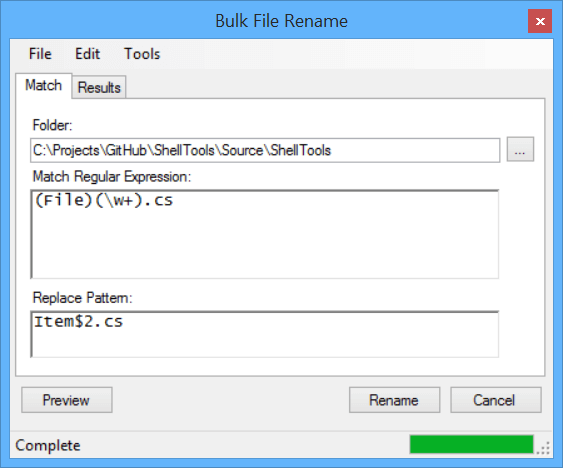 Bulk File Rename
File Edit Tools
Match Results
Folder:
C:\Projects\GitHub\ShellTools\Source\ShellTools ...
Match Regular Expression:
(File)(\w+).cs
Replace Pattern:
Item$2.cs
Preview Rename Cancel
Complete